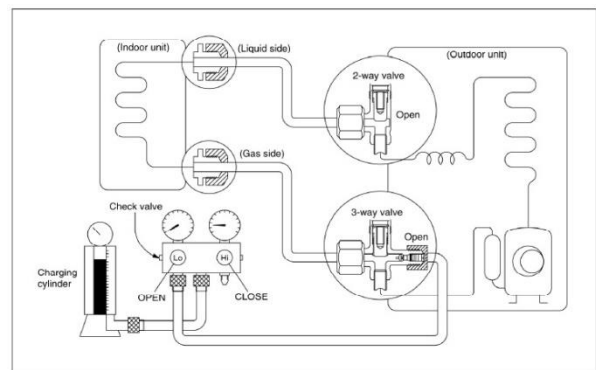 (Indoor unit)
(Liquid side)
(Outdoor unit)
2-way valve
Open
(Gas side)
3-way valve
Open
Check valve
Lo
Hi
Charging
cylinder
OPEN
CLOSE